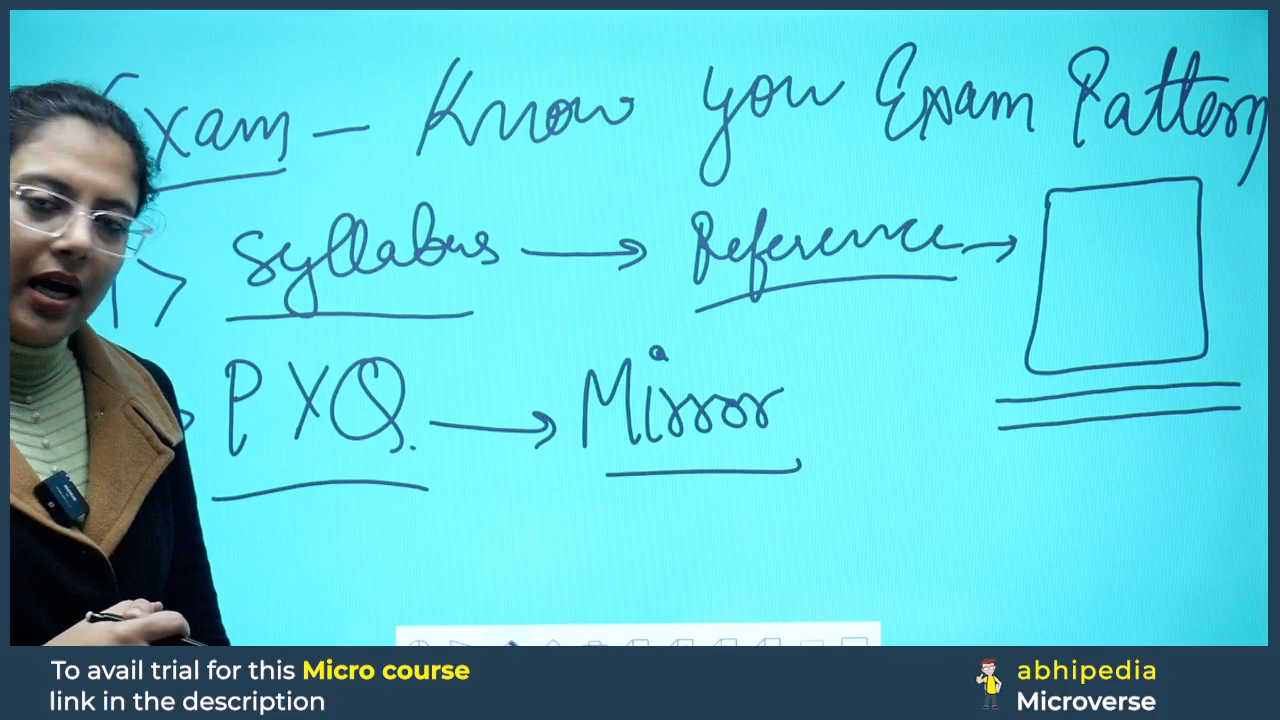 Exam - Know you Exam Pattern
1> Syllabus → Reference →
PYQ. → Mirror
To avail trial for this Micro course
link in the description
abhipedia
Microverse